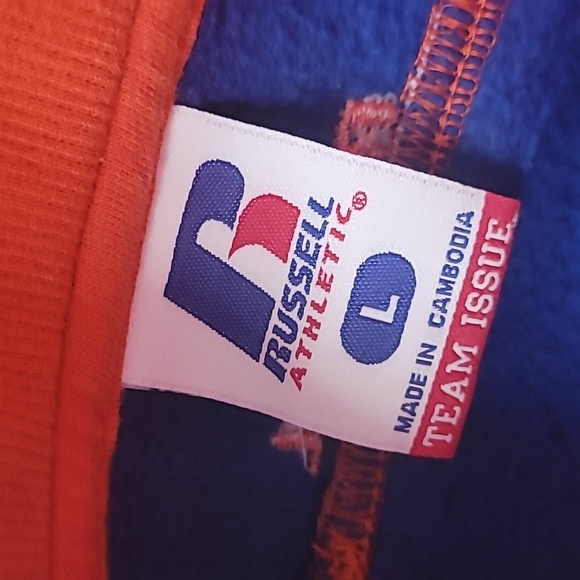 RUSSELL
ATHLETIC®
L
MADE IN CAMBODIA
TEAM ISSUE